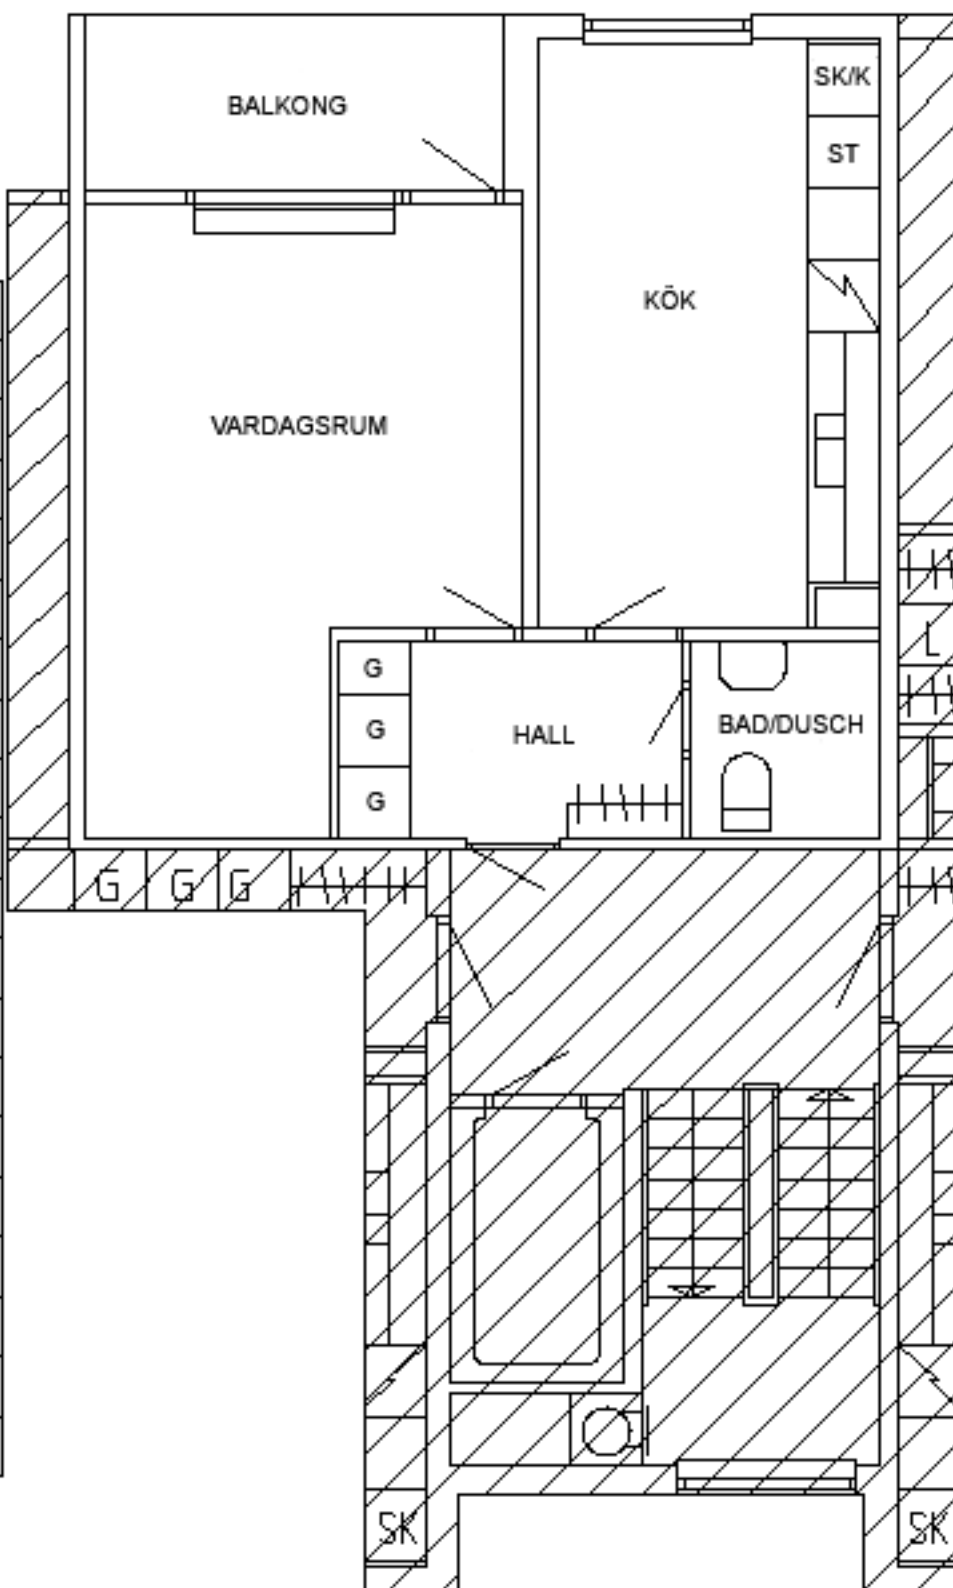 SK/K
BALKONG
ST
KÖK
VARDAGSRUM
L
G
HALL
BAD/DUSCH
G
G
G
G
G
SK
SK